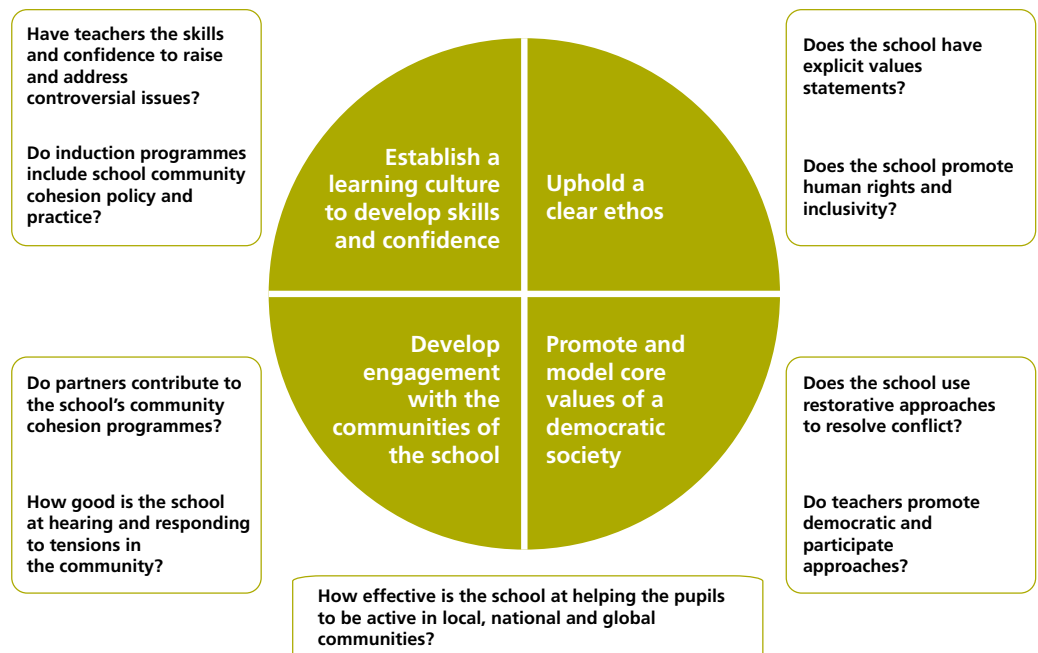 Have teachers the skills
and confidence to raise
and address
controversial issues?
Do induction programmes
include school community
cohesion policy and
practice?
Does the school have
explicit values
statements?
Does the school promote
human rights and
inclusivity?
Establish a
learning culture
to develop skills
and confidence
Uphold a
clear ethos
Develop
engagement
with the
communities of
the school
Promote and
model core
values of a
democratic
society
Do partners contribute to
the school’s community
cohesion programmes?
How good is the school
at hearing and responding
to tensions in
the community?
Does the school use
restorative approaches
to resolve conflict?
Do teachers promote
democratic and
participate
approaches?
How effective is the school at helping the pupils
to be active in local, national and global
communities?